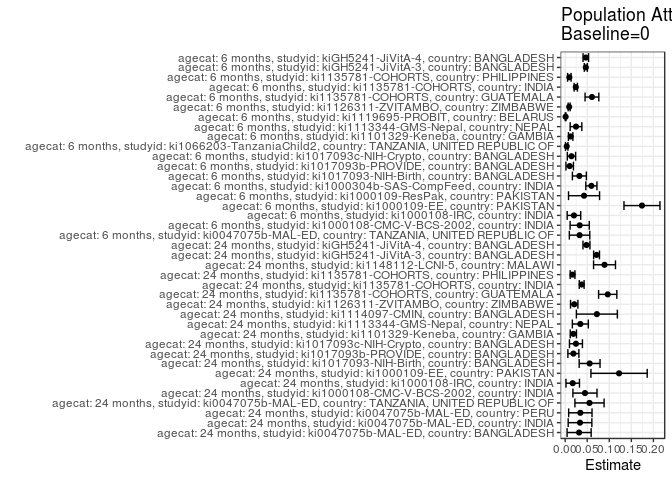 Population Att
Baseline=0
agecat: 6 months, studyid: kiGH5241-JiVitA-4, country: BANGLADESH
agecat: 6 months, studyid: kiGH5241-JiVitA-3, country: BANGLADESH
agecat: 6 months, studyid: ki1135781-COHORTS, country: PHILIPPINES
agecat: 6 months, studyid: ki1135781-COHORTS, country: INDIA
agecat: 6 months, studyid: ki1135781-COHORTS, country: GUATEMALA
agecat: 6 months, studyid: ki1126311-ZVITAMBO, country: ZIMBABWE
agecat: 6 months, studyid: ki1119695-PROBIT, country: BELARUS
agecat: 6 months, studyid: ki1113344-GMS-Nepal, country: NEPAL
agecat: 6 months, studyid: ki1101329-Keneba, country: GAMBIA
agecat: 6 months, studyid: ki1066203-TanzaniaChild2, country: TANZANIA, UNITED REPUBLIC OF
agecat: 6 months, studyid: ki1017093c-NIH-Crypto, country: BANGLADESH
agecat: 6 months, studyid: ki1017093b-PROVIDE, country: BANGLADESH
agecat: 6 months, studyid: ki1017093-NIH-Birth, country: BANGLADESH
agecat: 6 months, studyid: ki1000304b-SAS-CompFeed, country: INDIA
agecat: 6 months, studyid: ki1000109-ResPak, country: PAKISTAN
agecat: 6 months, studyid: ki1000109-EE, country: PAKISTAN
agecat: 6 months, studyid: ki1000108-IRC, country: INDIA
agecat: 6 months, studyid: ki1000108-CMC-V-BCS-2002, country: INDIA
agecat: 6 months, studyid: ki0047075b-MAL-ED, country: TANZANIA, UNITED REPUBLIC OF
agecat: 24 months, studyid: kiGH5241-JiVitA-4, country: BANGLADESH
agecat: 24 months, studyid: kiGH5241-JiVitA-3, country: BANGLADESH
agecat: 24 months, studyid: ki1148112-LCNI-5, country: MALAWI
agecat: 24 months, studyid: ki1135781-COHORTS, country: PHILIPPINES
agecat: 24 months, studyid: ki1135781-COHORTS, country: INDIA
agecat: 24 months, studyid: ki1135781-COHORTS, country: GUATEMALA
agecat: 24 months, studyid: ki1126311-ZVITAMBO, country: ZIMBABWE
agecat: 24 months, studyid: ki1114097-CMIN, country: BANGLADESH
agecat: 24 months, studyid: ki1113344-GMS-Nepal, country: NEPAL
agecat: 24 months, studyid: ki1101329-Keneba, country: GAMBIA
agecat: 24 months, studyid: ki1017093c-NIH-Crypto, country: BANGLADESH
agecat: 24 months, studyid: ki1017093b-PROVIDE, country: BANGLADESH
agecat: 24 months, studyid: ki1017093-NIH-Birth, country: BANGLADESH
agecat: 24 months, studyid: ki1000109-EE, country: PAKISTAN
agecat: 24 months, studyid: ki1000108-IRC, country: INDIA
agecat: 24 months, studyid: ki1000108-CMC-V-BCS-2002, country: INDIA
agecat: 24 months, studyid: ki0047075b-MAL-ED, country: TANZANIA, UNITED REPUBLIC OF
agecat: 24 months, studyid: ki0047075b-MAL-ED, country: PERU
agecat: 24 months, studyid: ki0047075b-MAL-ED, country: INDIA
agecat: 24 months, studyid: ki0047075b-MAL-ED, country: BANGLADESH
0.00 0.05 0.10 0.15 0.20
Estimate